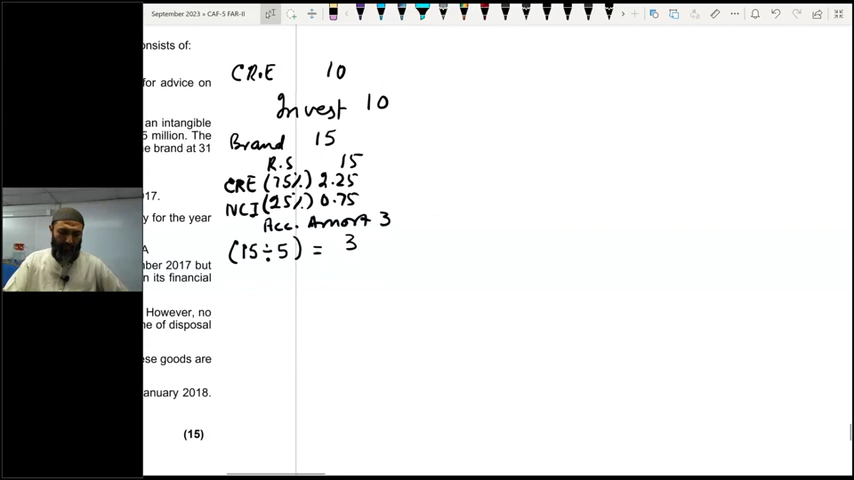 September 2023 » CAF-5 FAR-II
onsists of:
for advice on
an intangible
5 million. The
e brand at 31
017.
y for the year
A
nber 2017 but
n its financial
However, no
ne of disposal
ese goods are
anuary 2018.
(15)
CR.E 10
Invest 10
Brand 15
R.S 15
CRE (75%) 2.25
NCI (25%) 0.75
Acc. Amort 3
(15÷5) = 3